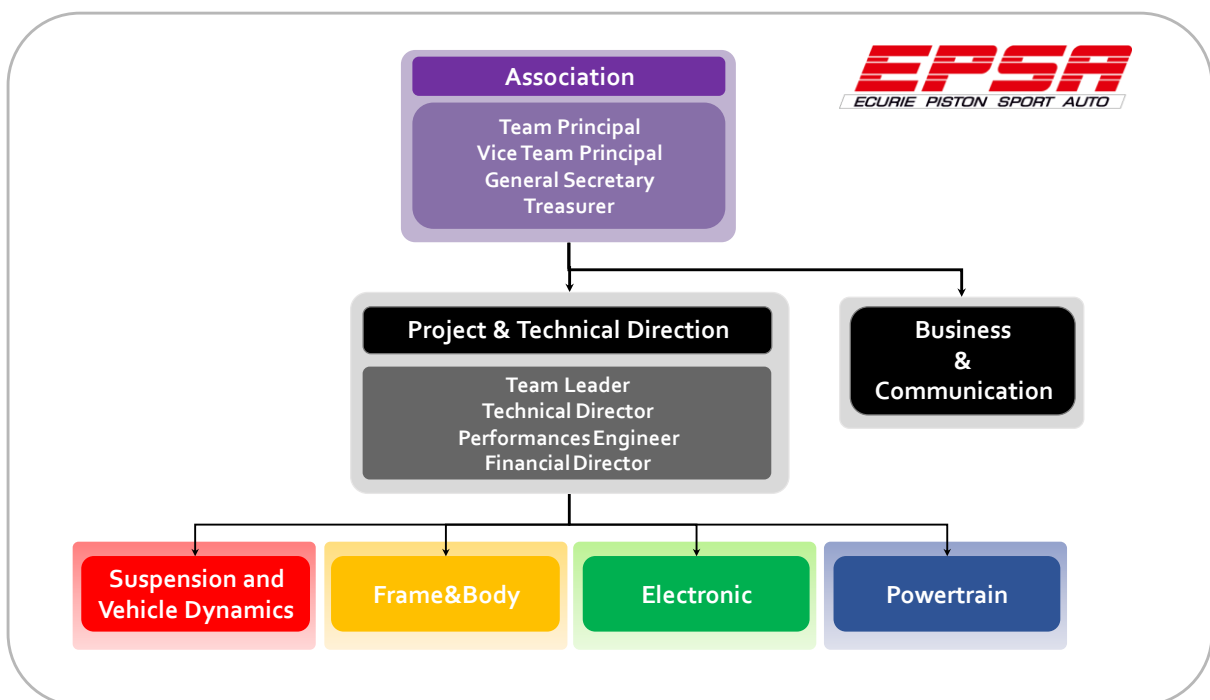 Association
EPSA
ECURIE PISTON SPORT AUTO
Team Principal
Vice Team Principal
General Secretary
Treasurer
Project & Technical Direction
Team Leader
Technical Director
Performances Engineer
Financial Director
Business
&
Communication
Suspension and
Vehicle Dynamics
Frame&Body
Electronic
Powertrain